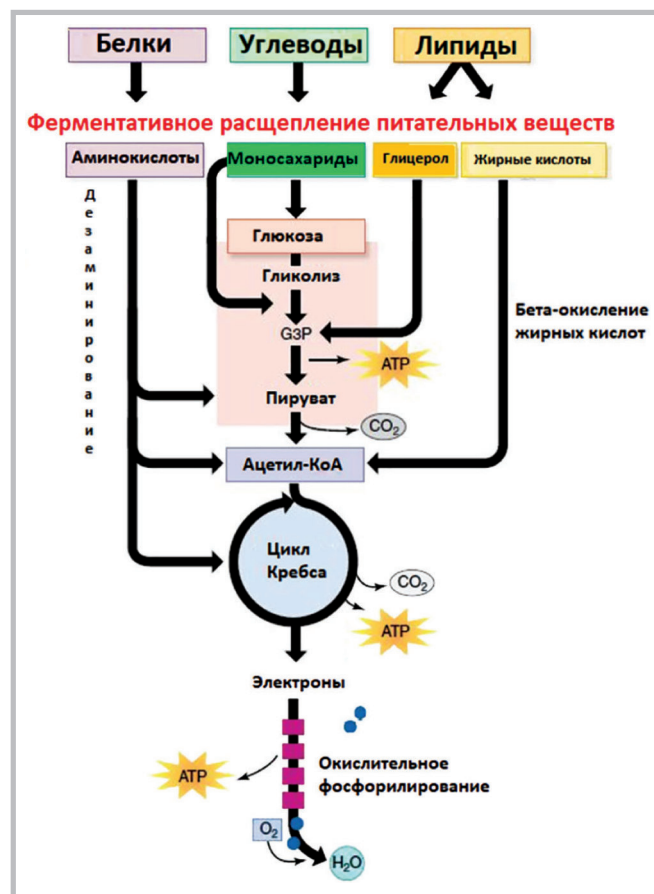 Белки
Углеводы
Липиды
Ферментативное расщепление питательных веществ
Аминокислоты
Моносахариды
Глицерол
Жирные кислоты
Дезаминирование
Глюкоза
Гликолиз
Бета-окисление
жирных кислот
G3P
ATP
Пируват
CO2
Ацетил-КоА
Цикл
Кребса
CO2
ATP
Электроны
ATP
Окислительное
фосфорилирование
O2
H2O